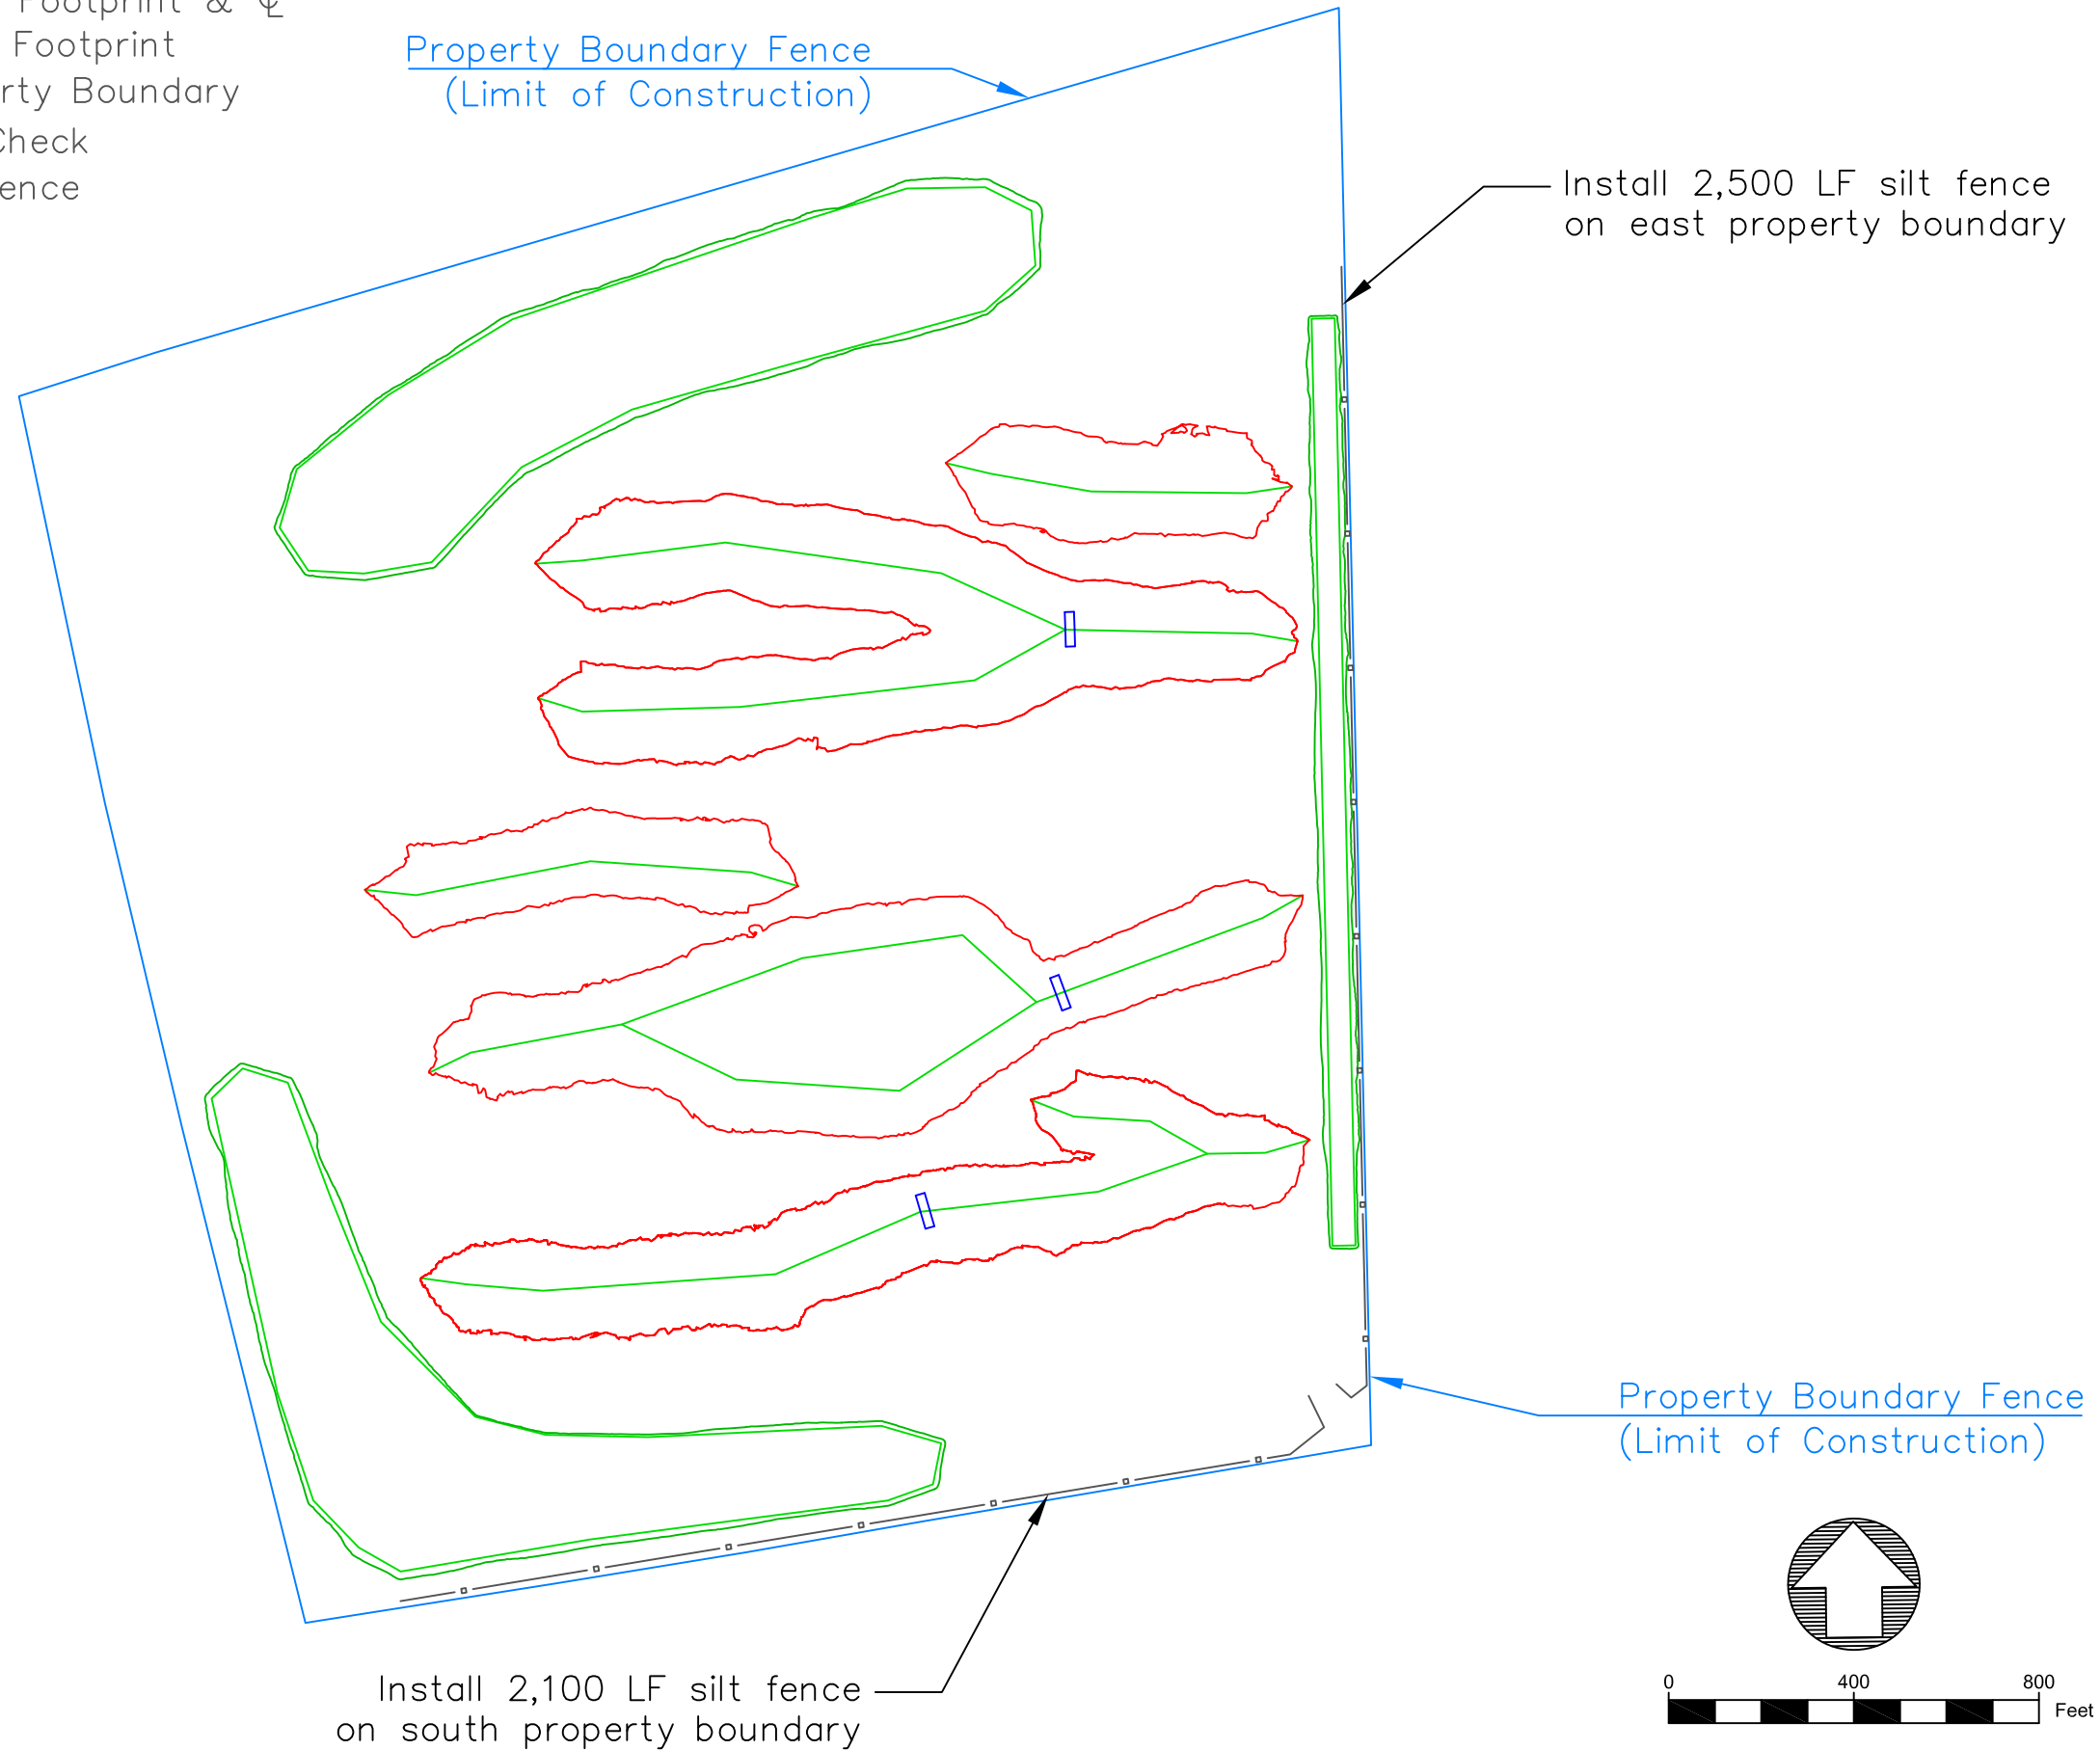 Footprint & ℄
Footprint
rty Boundary
Check
ence
Property Boundary Fence
(Limit of Construction)
Install 2,500 LF silt fence
on east property boundary
Property Boundary Fence
(Limit of Construction)
Install 2,100 LF silt fence
on south property boundary
0 400 800
Feet